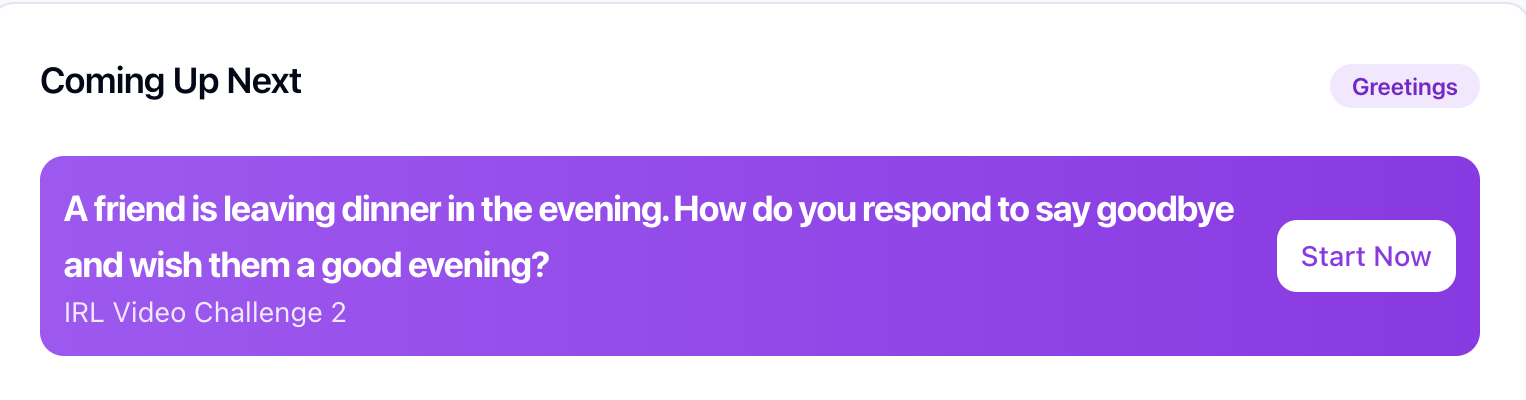 Coming Up Next
Greetings
A friend is leaving dinner in the evening. How do you respond to say goodbye
and wish them a good evening?
Start Now
IRL Video Challenge 2